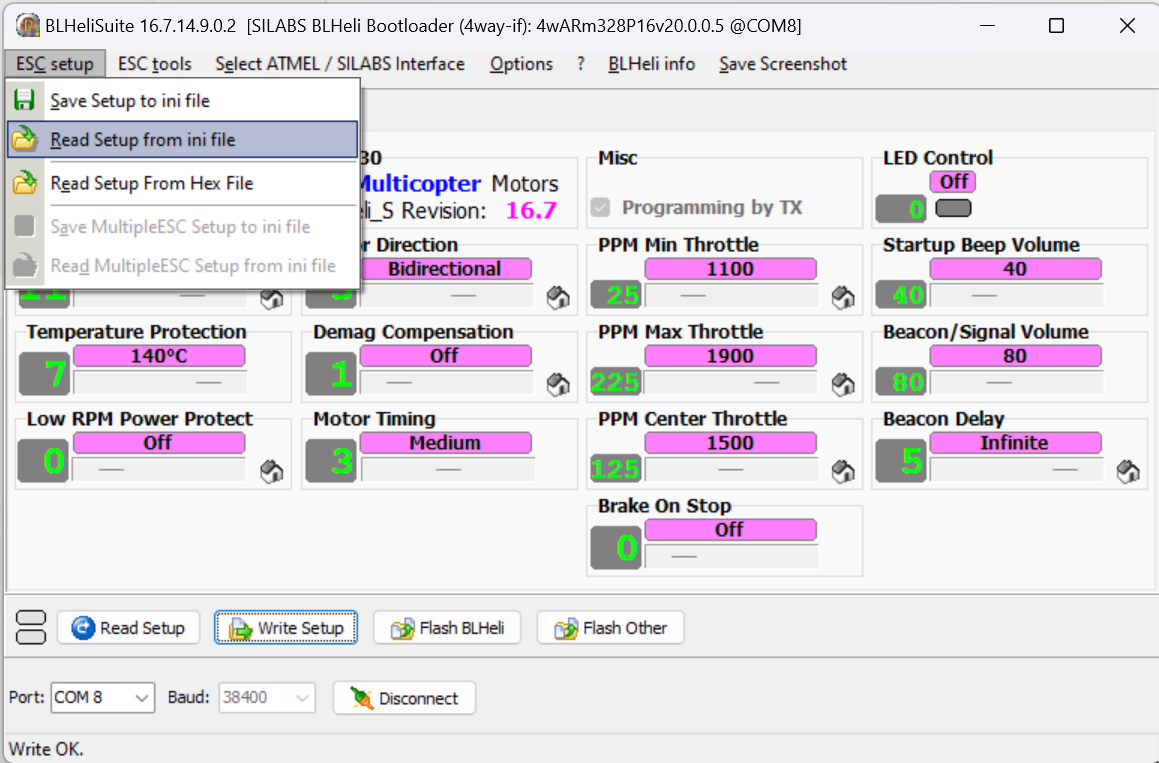 BLHeliSuite 16.7.14.9.0.2 [SILABS BLHeli Bootloader (4way-if): 4wARm328P16v20.0.0.5 @COM8]
ESC setup ESC tools Select ATMEL / SILABS Interface Options ? BLHeli info Save Screenshot
Save Setup to ini file
Read Setup from ini file
Read Setup From Hex File
Save MultipleESC Setup to ini file
Read MultipleESC Setup from ini file
30
Multicopter Motors
Revision: 16.7
Misc
Programming by TX
LED Control
Off
0
Direction
Bidirectional
PPM Min Throttle
1100
25
Startup Beep Volume
40
40
Temperature Protection
140°C
7
Demag Compensation
Off
1
PPM Max Throttle
1900
225
Beacon/Signal Volume
80
80
Low RPM Power Protect
Off
0
Motor Timing
Medium
3
PPM Center Throttle
1500
125
Beacon Delay
Infinite
5
Brake On Stop
Off
0
Read Setup Write Setup Flash BLHeli Flash Other
Port: COM 8 Baud: 38400 Disconnect
Write OK.